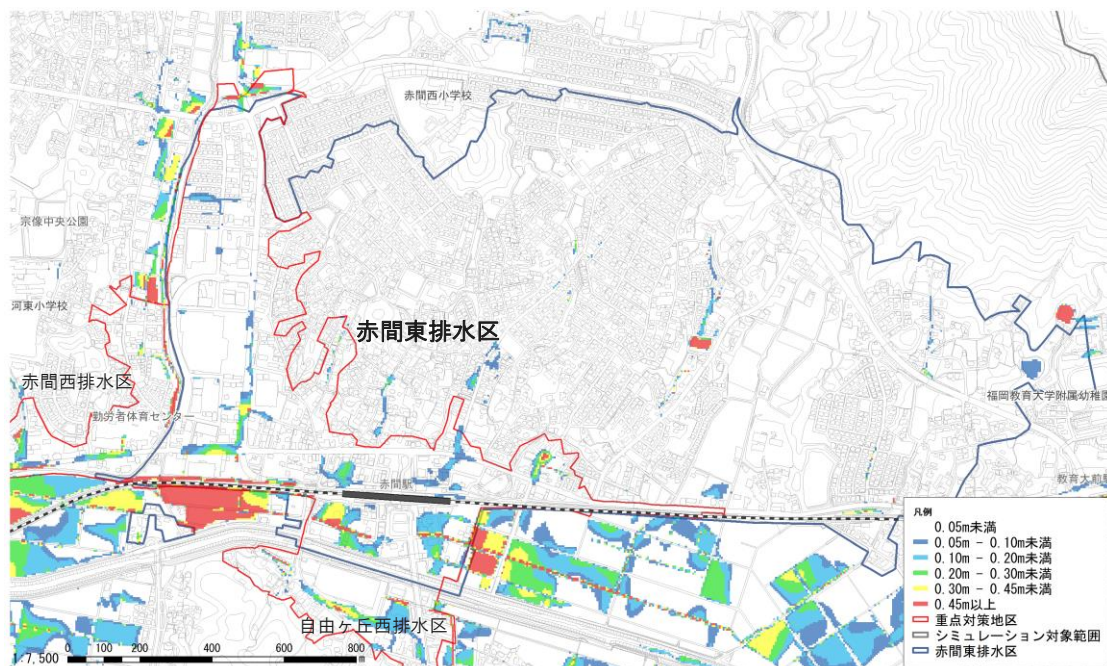 赤間西小学校
宗像中央公園
河東小学校
赤間東排水区
赤間西排水区
勤労者体育センター
福岡教育大学附属幼稚園
赤間駅
教育大前駅
自由ケ丘西排水区
凡例
0.05m未満
0.05m - 0.10m未満
0.10m - 0.20m未満
0.20m - 0.30m未満
0.30m - 0.45m未満
0.45m以上
重点対策地区
シミュレーション対象範囲
赤間東排水区
1:7,500 0 100 200 400 600 800